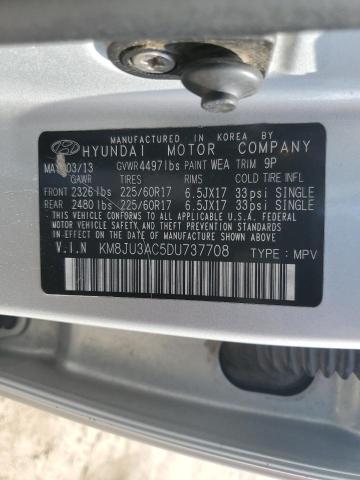 MANUFACTURED IN KOREA BY
HYUNDAI MOTOR COMPANY
03/13 GVWR 4497lbs PAINT WEA TRIM 9P
GAWR TIRES RIMS COLD TIRE INFL
FRONT 2326lbs 225/60R17 6.5JX17 33psi SINGLE
REAR 2480lbs 225/60R17 6.5JX17 33psi SINGLE
THIS VEHICLE CONFORMS TO ALL APPLICABLE U.S.A. FEDERAL MOTOR VEHICLE SAFETY, BUMPER, AND THEFT PREVENTION STANDARDS IN EFFECT ON THE DATE OF MANUFACTURE SHOWN ABOVE.
V.I.N KM8JU3AC5DU737708 TYPE : MPV